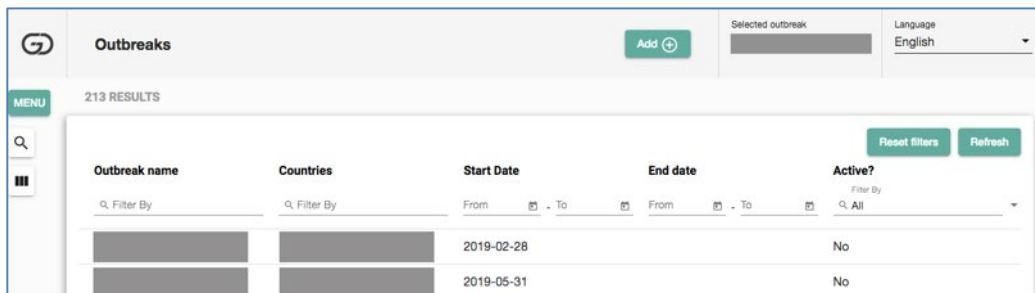 Outbreaks
Add
Selected outbreak
Language
English
MENU
213 RESULTS
Reset filters
Refresh
Outbreak name
Countries
Start Date
End date
Active?
Filter By
Filter By
From - To
From - To
Filter By
All
2019-02-28
No
2019-05-31
No